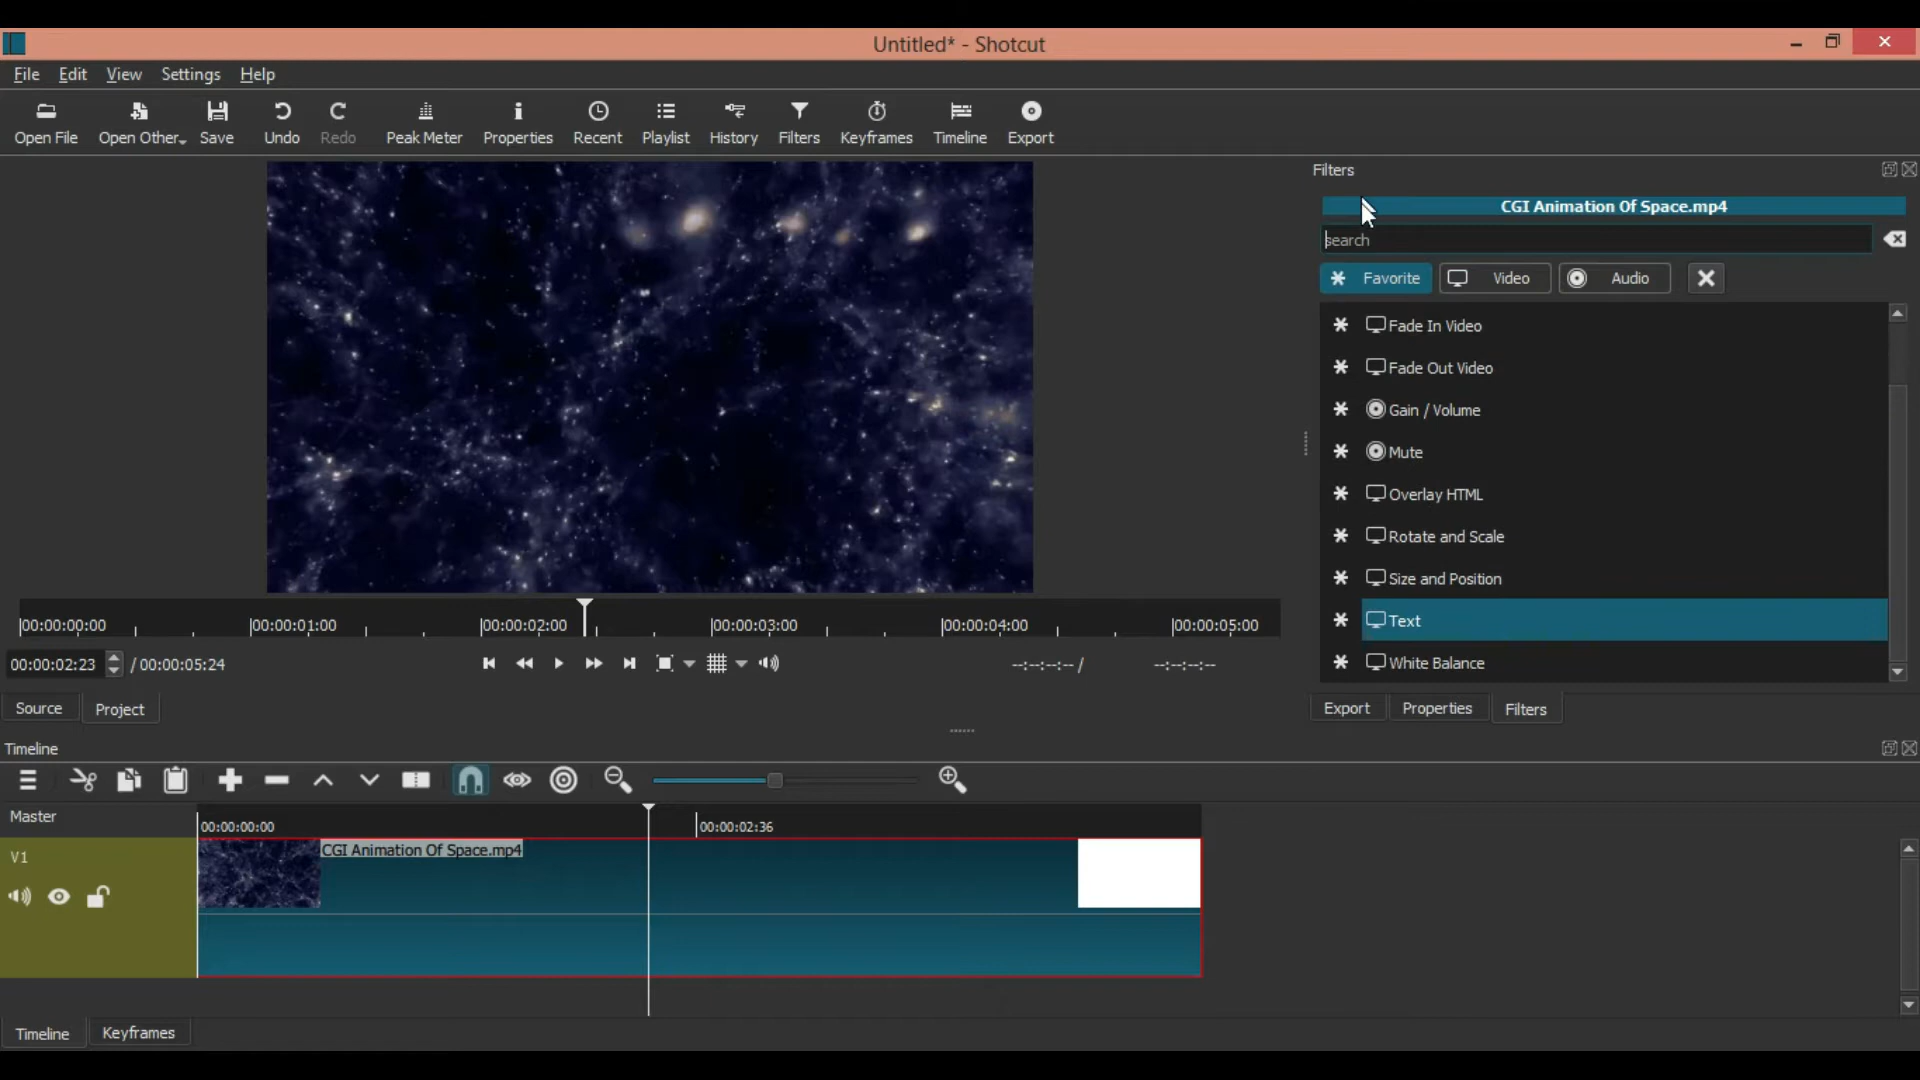 Untitled* - Shotcut
File Edit View Settings Help
Open File Open Other... Save Undo Redo Peak Meter Properties Recent Playlist History Filters Keyframes Timeline Export
Filters
CGI Animation Of Space.mp4
search
Favorite Video Audio
Fade In Video
Fade Out Video
Gain / Volume
Mute
Overlay HTML
Rotate and Scale
Size and Position
Text
White Balance
00:00:00:00 00:00:01:00 00:00:02:00 00:00:03:00 00:00:04:00 00:00:05:00
00:00:02:23 / 00:00:05:24 --:--:--:-- / --:--:--:--
Source Project
Export Properties Filters
Timeline
Master
00:00:00:00 00:00:02:36
V1
CGI Animation Of Space.mp4
Timeline Keyframes